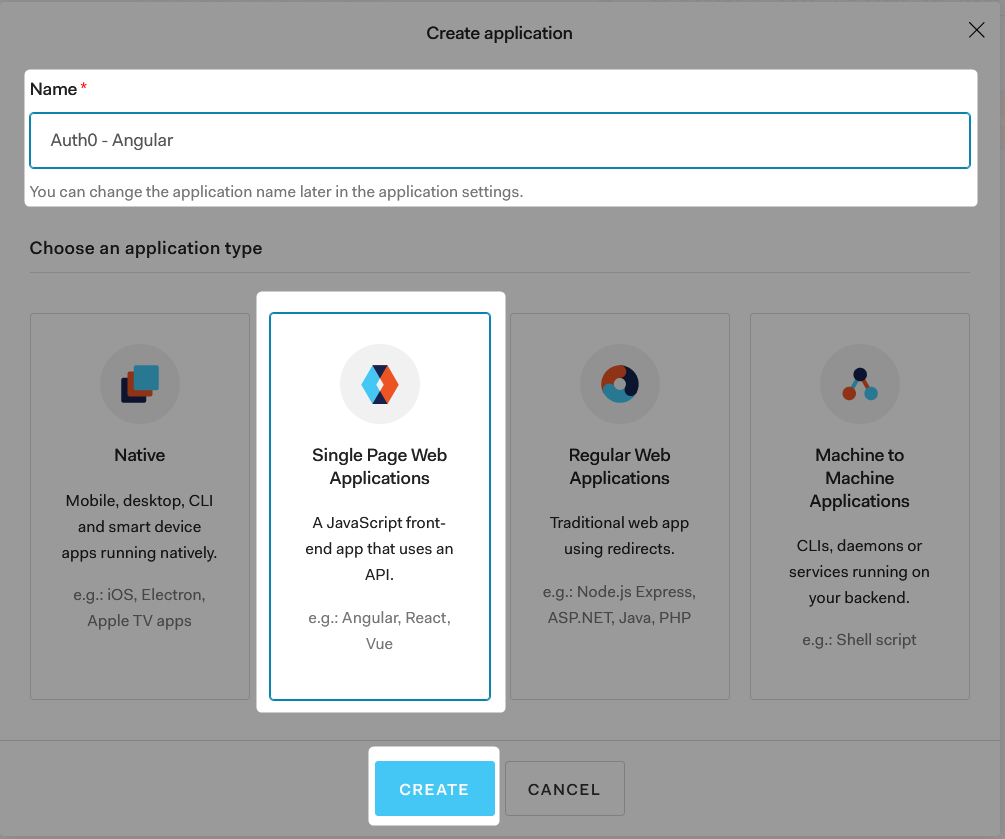 Create application
Name *
Auth0 - Angular
You can change the application name later in the application settings.
Choose an application type
Native
Mobile, desktop, CLI
and smart device
apps running natively.
e.g.: iOS, Electron,
Apple TV apps
Single Page Web
Applications
A JavaScript front-
end app that uses an
API.
e.g.: Angular, React,
Vue
Regular Web
Applications
Traditional web app
using redirects.
e.g.: Node.js Express,
ASP.NET, Java, PHP
Machine to
Machine
Applications
CLIs, daemons or
services running on
your backend.
e.g.: Shell script
CREATE
CANCEL